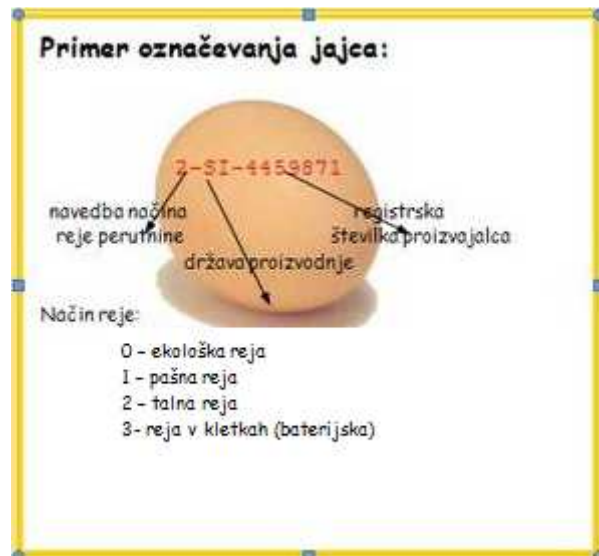 Primer označevanja jajca:
2-SI-4459871
navedba načina
reje perutnine
registrska
številka proizvajalca
država proizvodnje
Način reje:
0 - ekološka reja
1 - pašna reja
2 - talna reja
3- reja v kletkah (baterijska)